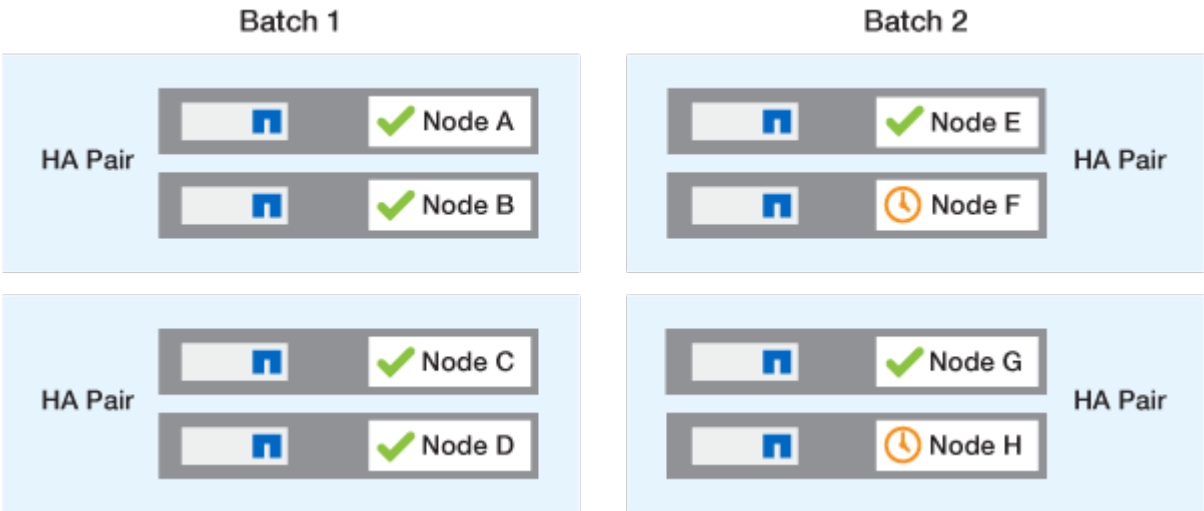 Batch 1
HA Pair
Node A
Node B
HA Pair
Node C
Node D
Batch 2
Node E
Node F
HA Pair
Node G
Node H
HA Pair